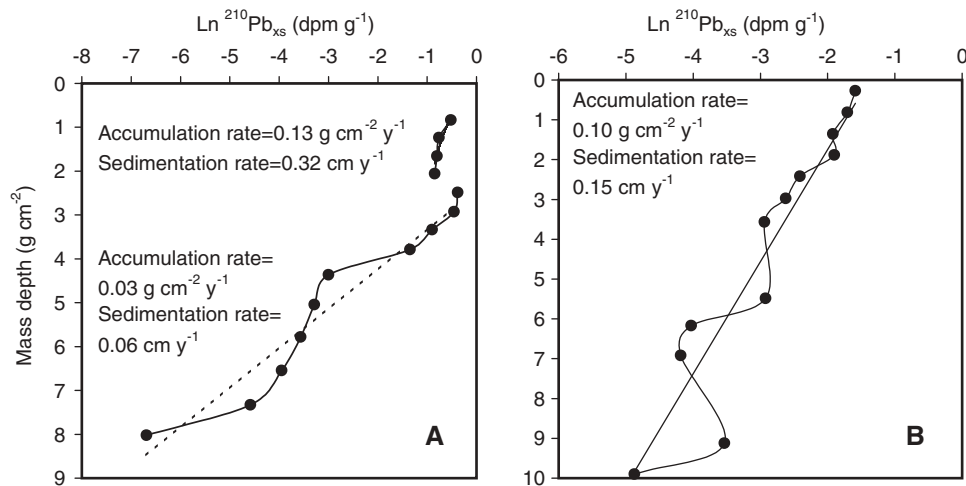 Ln ²¹⁰Pbₓₛ (dpm g⁻¹)
-8 -7 -6 -5 -4 -3 -2 -1 0
0
1
2
3
4
5
6
7
8
9
Mass depth (g cm⁻²)
Accumulation rate=0.13 g cm⁻² y⁻¹
Sedimentation rate=0.32 cm y⁻¹
Accumulation rate=
0.03 g cm⁻² y⁻¹
Sedimentation rate=
0.06 cm y⁻¹
A
Ln ²¹⁰Pbₓₛ (dpm g⁻¹)
-6 -5 -4 -3 -2 -1 0
0
1
2
3
4
5
6
7
8
9
10
Accumulation rate=
0.10 g cm⁻² y⁻¹
Sedimentation rate=
0.15 cm y⁻¹
B